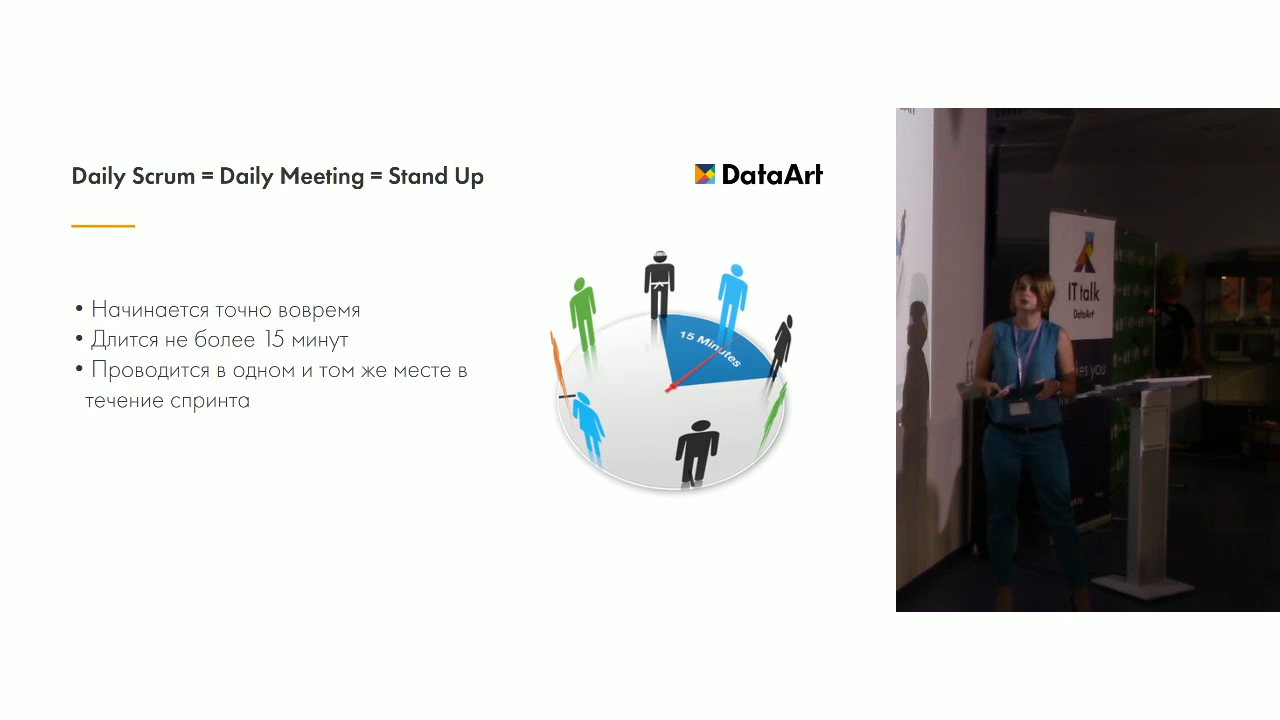 Daily Scrum = Daily Meeting = Stand Up
DataArt
• Начинается точно вовремя
• Длится не более 15 минут
• Проводится в одном и том же месте в
течение спринта
15 Minutes
IT talk
DataArt
you